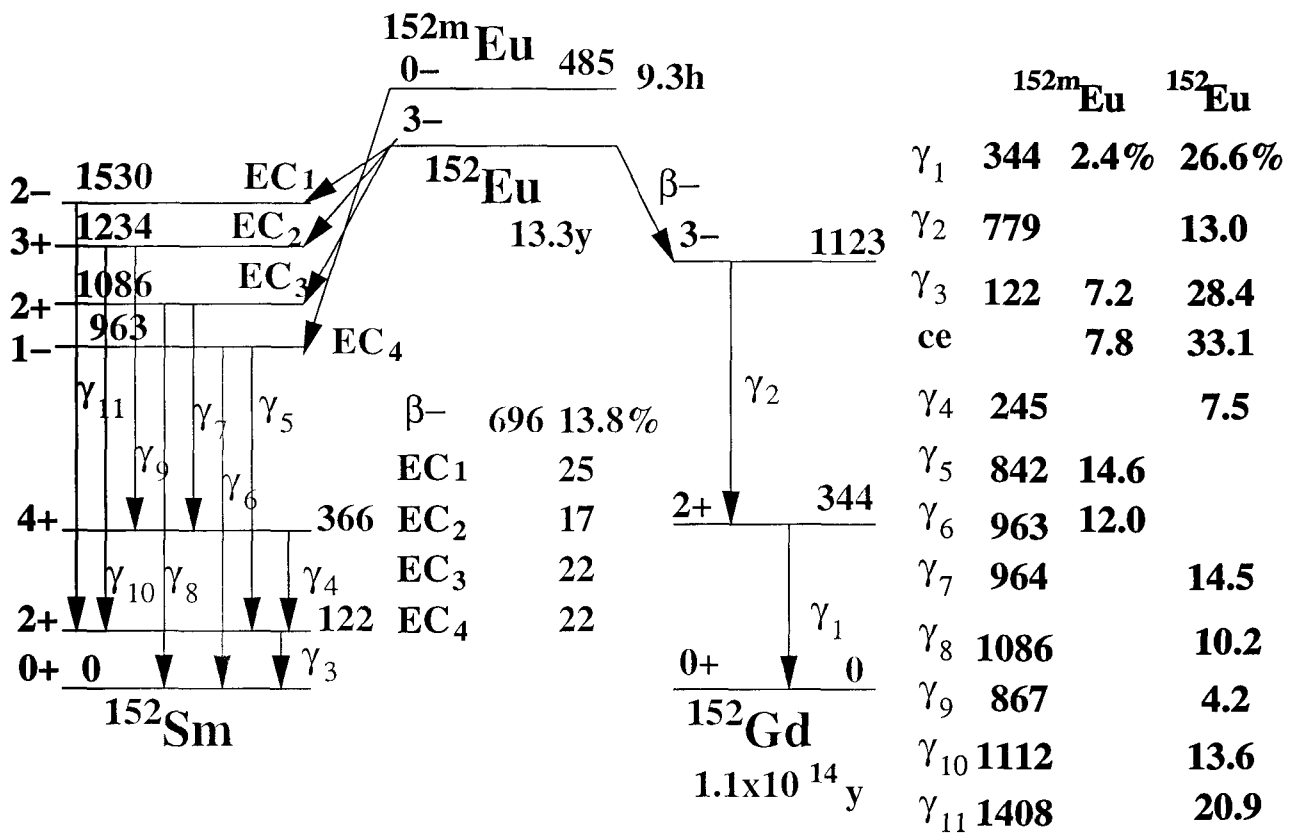 152mEu
0– 485 9.3h
3–
152Eu
13.3y
2– 1530 EC1
3+ 1234 EC2
2+ 1086 EC3
1– 963 EC4
γ11 γ9 γ7 γ6 γ5
4+ 366
γ10 γ8 γ4
2+ 122
γ3
0+ 0
152Sm
β– 696 13.8%
EC1 25
EC2 17
EC3 22
EC4 22
β–
3– 1123
γ2
2+ 344
γ1
0+ 0
152Gd
1.1x10 14 y
152mEu 152Eu
γ1 344 2.4% 26.6%
γ2 779 13.0
γ3 122 7.2 28.4
ce 7.8 33.1
γ4 245 7.5
γ5 842 14.6
γ6 963 12.0
γ7 964 14.5
γ8 1086 10.2
γ9 867 4.2
γ10 1112 13.6
γ11 1408 20.9